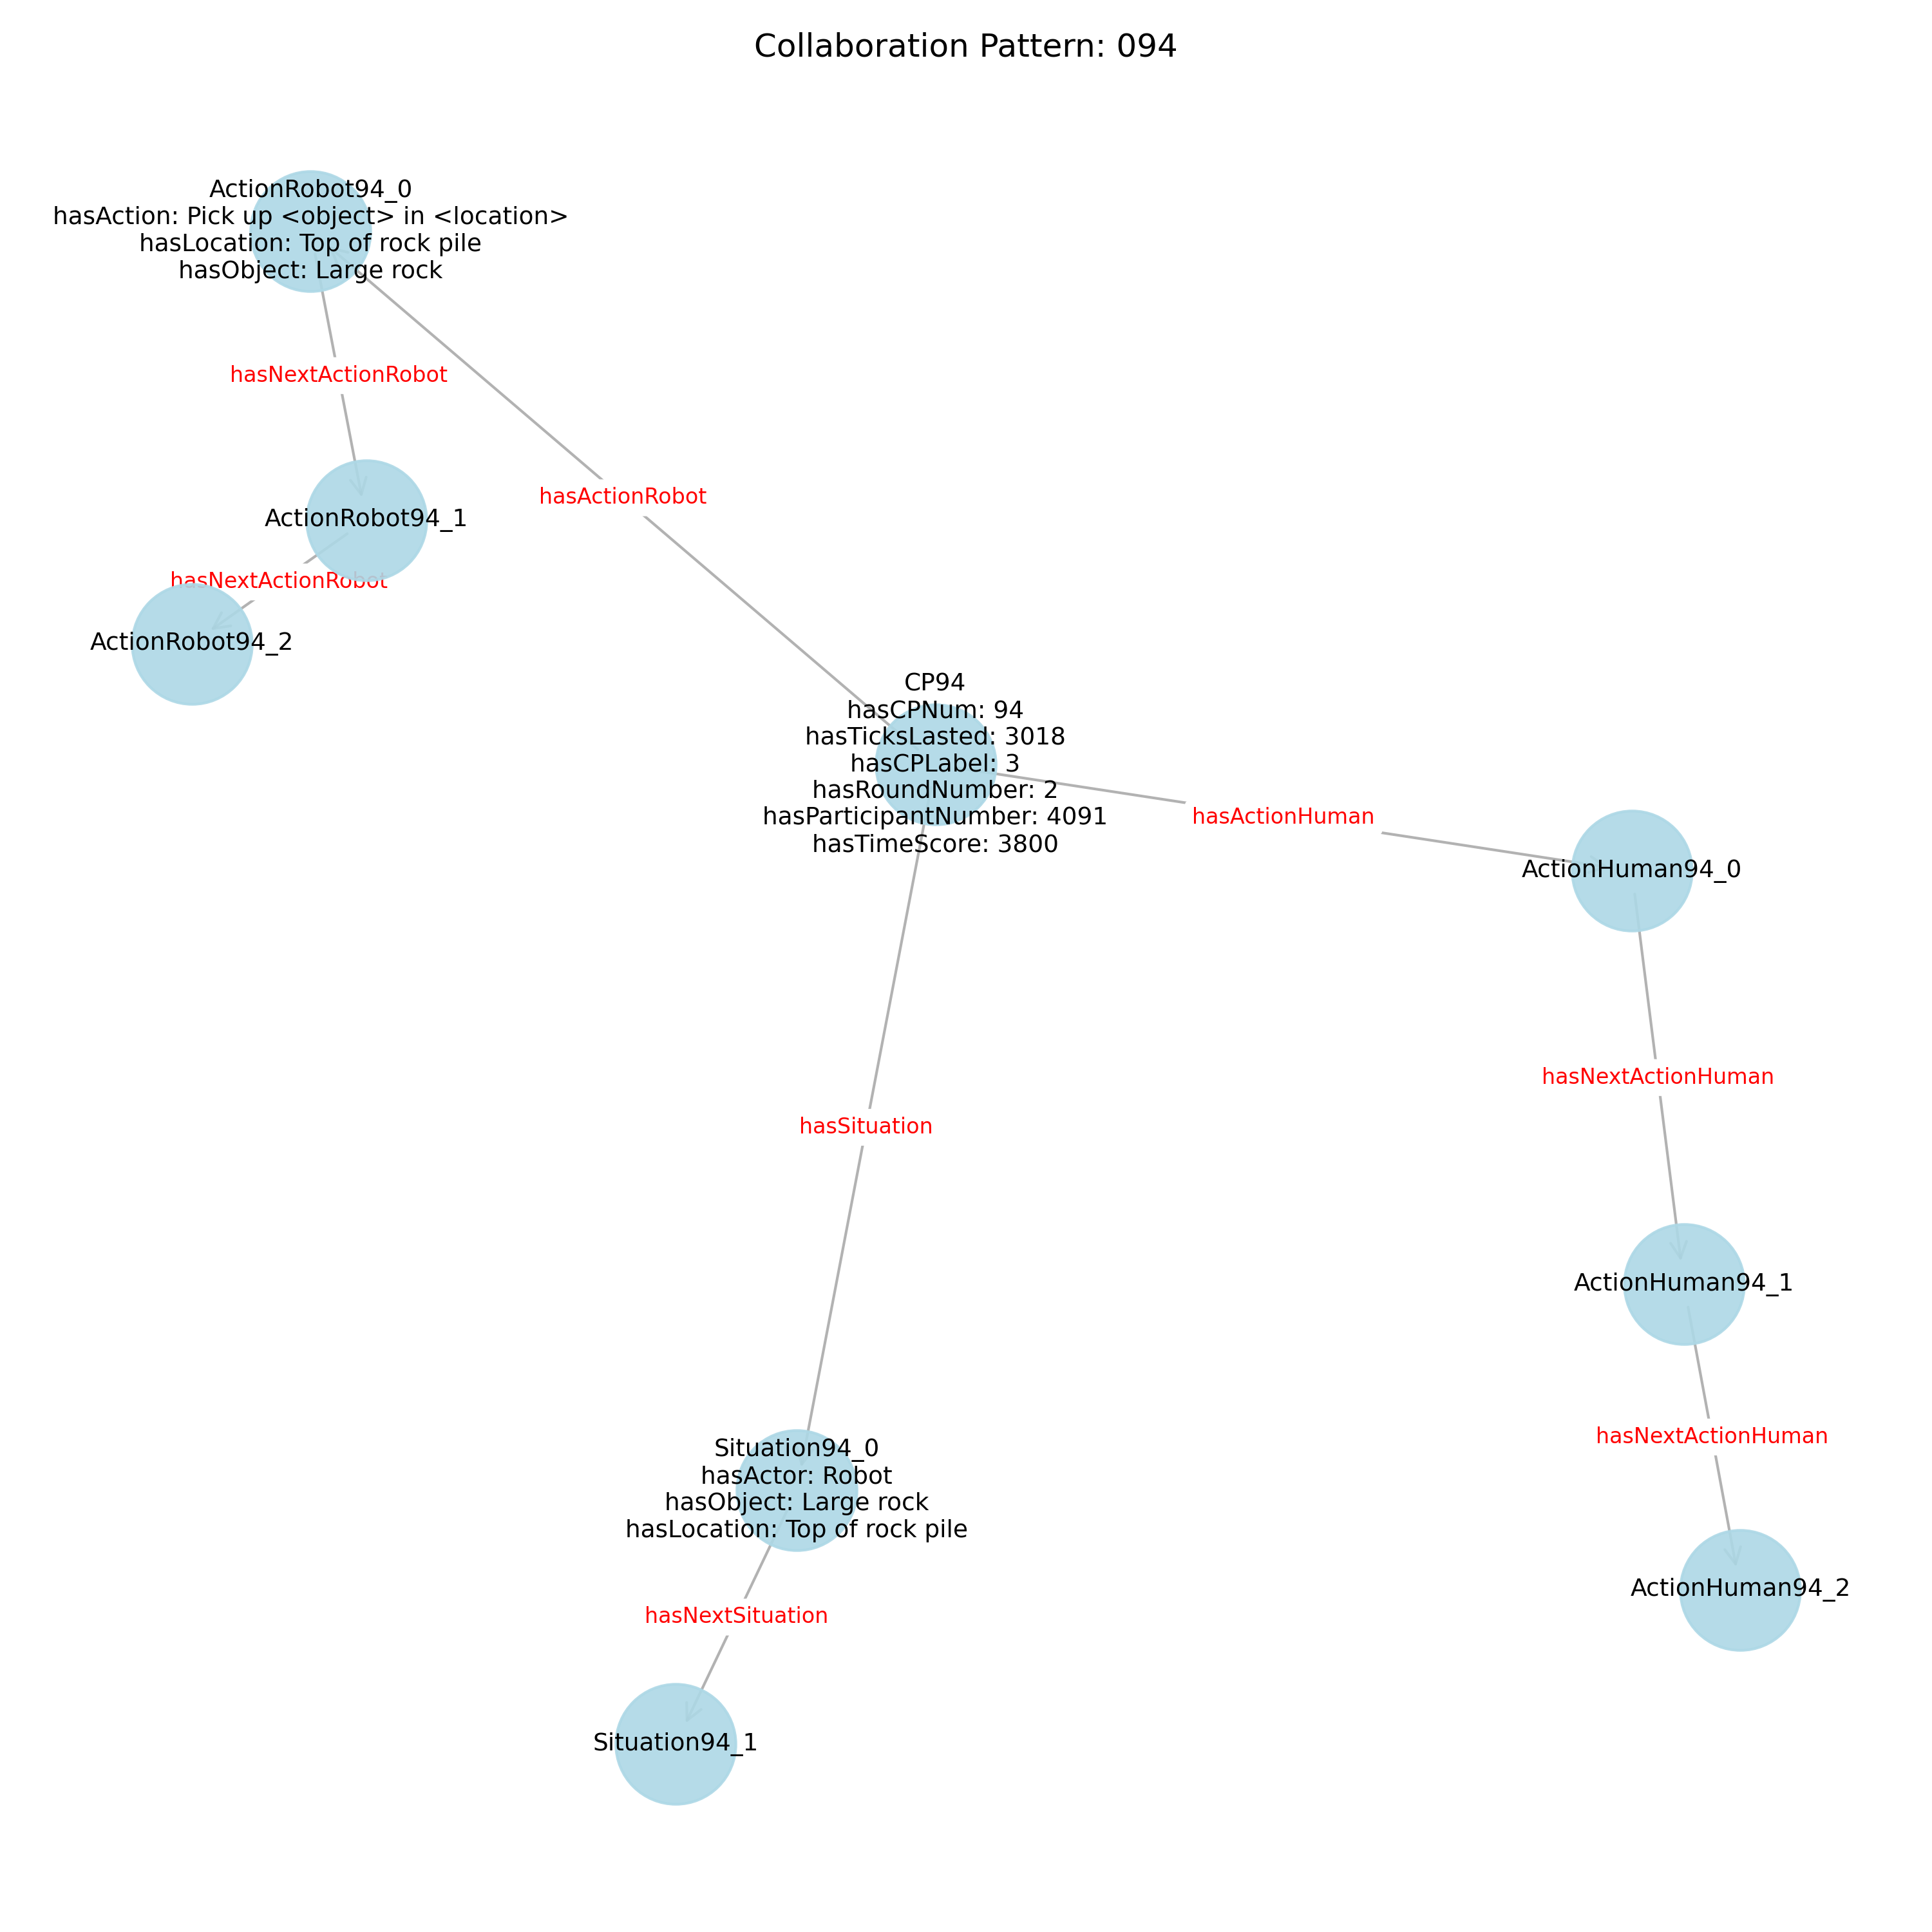 Collaboration Pattern: 094
ActionRobot94_0
hasAction: Pick up <object> in <location>
hasLocation: Top of rock pile
hasObject: Large rock
hasNextActionRobot
hasActionRobot
ActionRobot94_1
hasNextActionRobot
ActionRobot94_2
CP94
hasCPNum: 94
hasTicksLasted: 3018
hasCPLabel: 3
hasRoundNumber: 2
hasParticipantNumber: 4091
hasTimeScore: 3800
hasActionHuman
ActionHuman94_0
hasNextActionHuman
hasSituation
ActionHuman94_1
hasNextActionHuman
Situation94_0
hasActor: Robot
hasObject: Large rock
hasLocation: Top of rock pile
ActionHuman94_2
hasNextSituation
Situation94_1